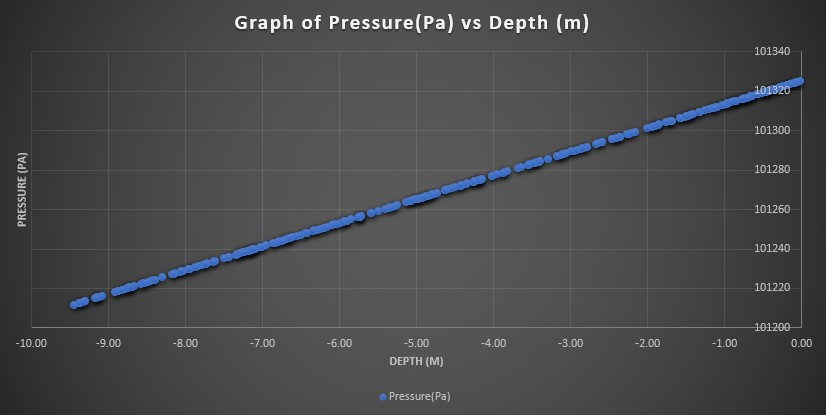 Graph of Pressure(Pa) vs Depth (m)
101340
101320
101300
101280
101260
101240
101220
101200
PRESSURE (PA)
-10.00 -9.00 -8.00 -7.00 -6.00 -5.00 -4.00 -3.00 -2.00 -1.00 0.00
DEPTH (M)
Pressure(Pa)